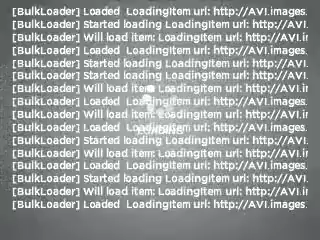 [BulkLoader] Loaded LoadingItem url: http://AVI.images.
[BulkLoader] Started loading LoadingItem url: http://AVI.
[BulkLoader] Will load item: LoadingItem url: http://AVI.ir
[BulkLoader] Loaded LoadingItem url: http://AVI.images.
[BulkLoader] Started loading LoadingItem url: http://AVI.
[BulkLoader] Started loading LoadingItem url: http://AVI.
[BulkLoader] Will load item: LoadingItem url: http://AVI.ir
[BulkLoader] Loaded LoadingItem url: http://AVI.images.
[BulkLoader] Will load item: LoadingItem url: http://AVI.ir
[BulkLoader] Loaded LoadingItem url: http://AVI.images.
LOADING
[BulkLoader] Started loading LoadingItem url: http://AVI.
[BulkLoader] Will load item: LoadingItem url: http://AVI.ir
[BulkLoader] Loaded LoadingItem url: http://AVI.images.
[BulkLoader] Started loading LoadingItem url: http://AVI.
[BulkLoader] Will load item: LoadingItem url: http://AVI.ir
[BulkLoader] Loaded LoadingItem url: http://AVI.images.